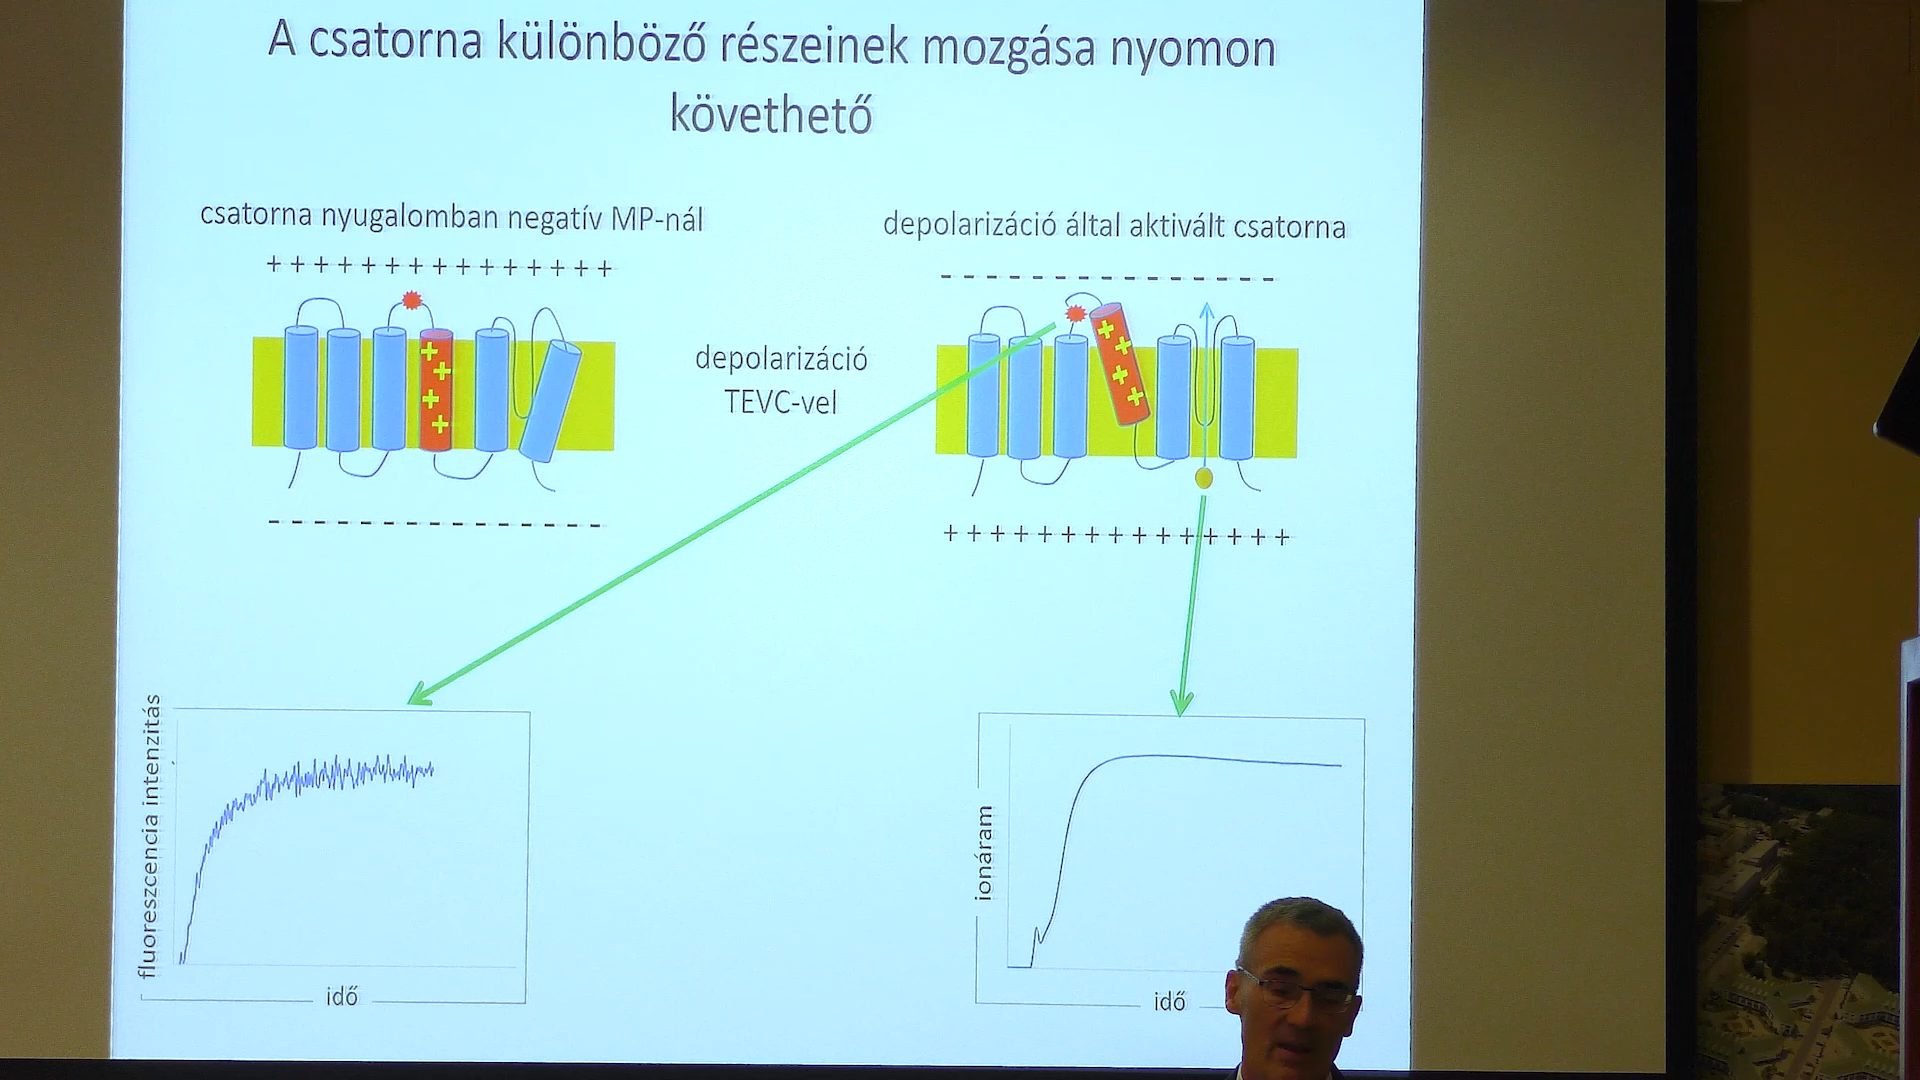 A csatorna különböző részeinek mozgása nyomon
követhető
csatorna nyugalomban negatív MP-nál
depolarizáció által aktivált csatorna
+ + + + + + + + + + + + + + +
- - - - - - - - - - - - - - -
depolarizáció
TEVC-vel
- - - - - - - - - - - - - - -
+ + + + + + + + + + + + + + +
fluoreszcencia intenzitás
idő
ionáram
idő